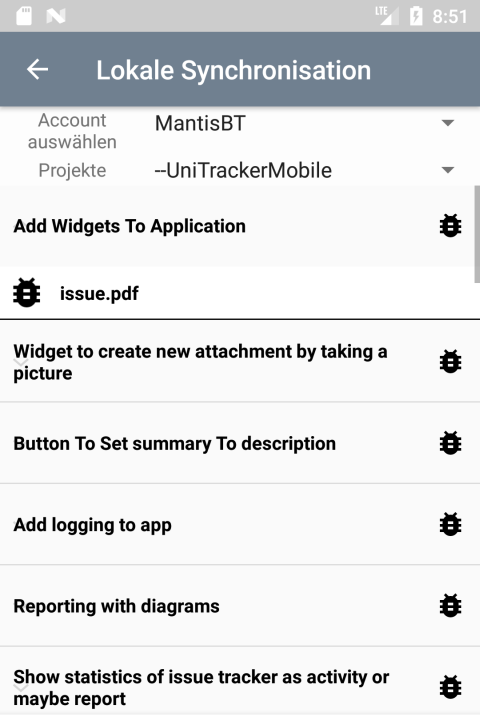 LTE 8:51
Lokale Synchronisation
Account
auswählen
MantisBT
Projekte
--UniTrackerMobile
Add Widgets To Application
issue.pdf
Widget to create new attachment by taking a
picture
Button To Set summary To description
Add logging to app
Reporting with diagrams
Show statistics of issue tracker as activity or
maybe report